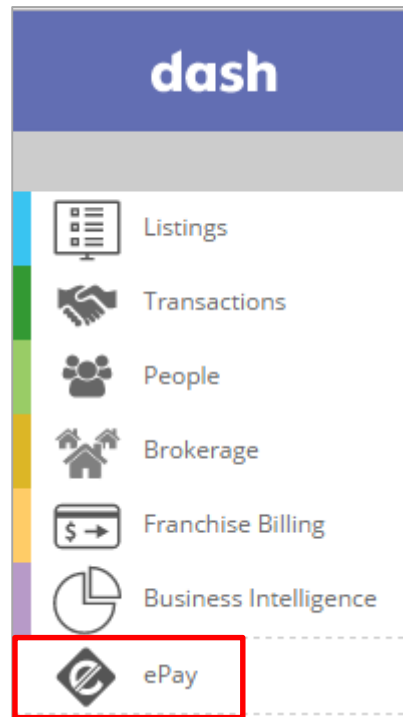 dash
Listings
Transactions
People
Brokerage
$
Franchise Billing
Business Intelligence
ePay